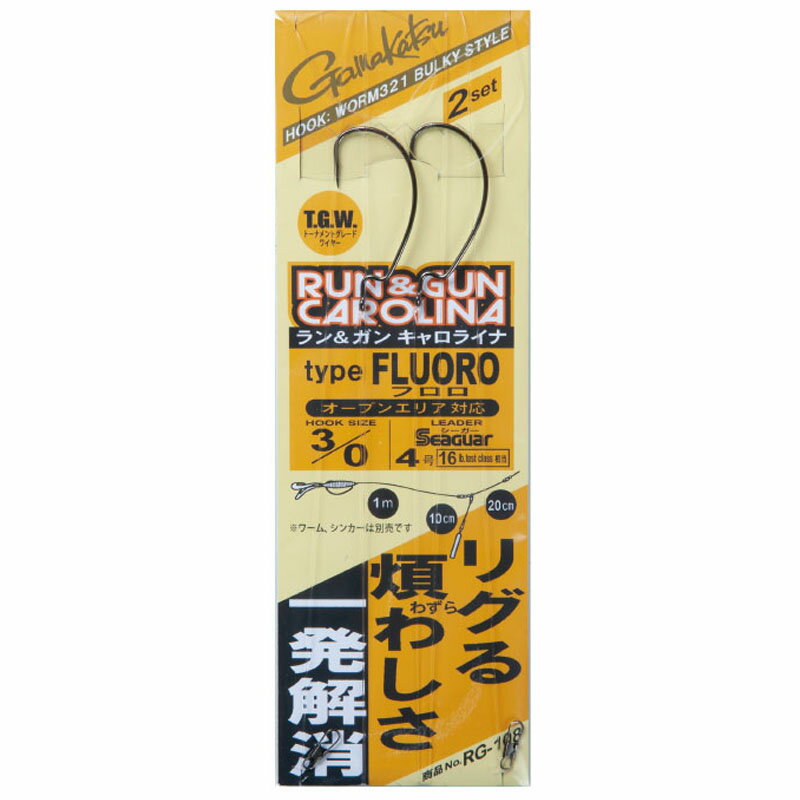 Gamakatsu
HOOK: WORM321 BULKY STYLE
2set
T.G.W.
トーナメントグレード
ワイヤー
RUN&GUN
CAROLINA
ラン&ガン キャロライナ
type FLUORO
フロロ
オープンエリア対応
HOOK SIZE
3/0
LEADER
シーガー
Seaguar
4号
16 lb.test class 相当
1m
10cm
20cm
※ワーム、シンカーは別売です
リグる
煩わしさ
わずら
一発解消
商品No.